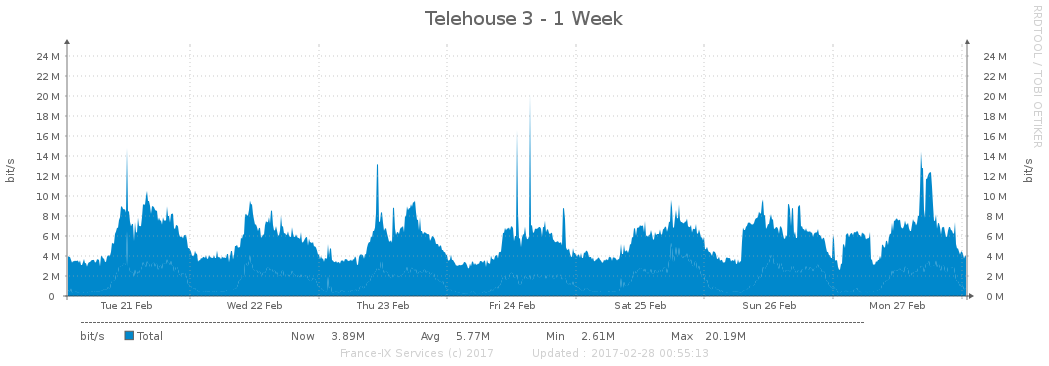 Telehouse 3 - 1 Week
RRDTOOL / TOBI OETIKER
24 M 24 M
22 M 22 M
20 M 20 M
18 M 18 M
16 M 16 M
14 M 14 M
12 M 12 M
10 M 10 M
8 M 8 M
6 M 6 M
4 M 4 M
2 M 2 M
0 0 M
bit/s
bit/s
Tue 21 Feb Wed 22 Feb Thu 23 Feb Fri 24 Feb Sat 25 Feb Sun 26 Feb Mon 27 Feb
bit/s Total Now 3.89M Avg 5.77M Min 2.61M Max 20.19M
France-IX Services (c) 2017 Updated : 2017-02-28 00:55:13